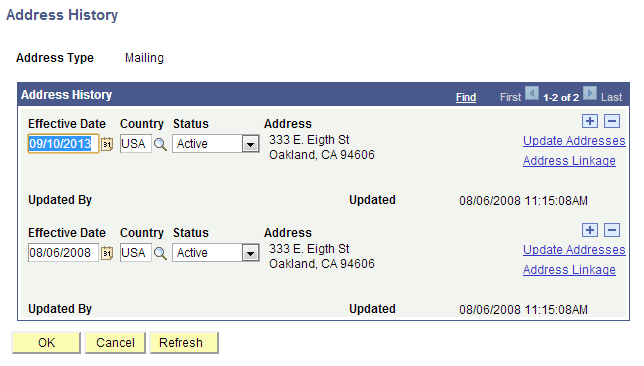 Address History
Address Type Mailing
Address History Find First 1-2 of 2 Last
Effective Date Country Status Address
09/10/2013 31 USA Active 333 E. Eigth St
Oakland, CA 94606
Update Addresses
Address Linkage
Updated By Updated 08/06/2008 11:15:08AM
Effective Date Country Status Address
08/06/2008 31 USA Active 333 E. Eigth St
Oakland, CA 94606
Update Addresses
Address Linkage
Updated By Updated 08/06/2008 11:15:08AM
OK Cancel Refresh